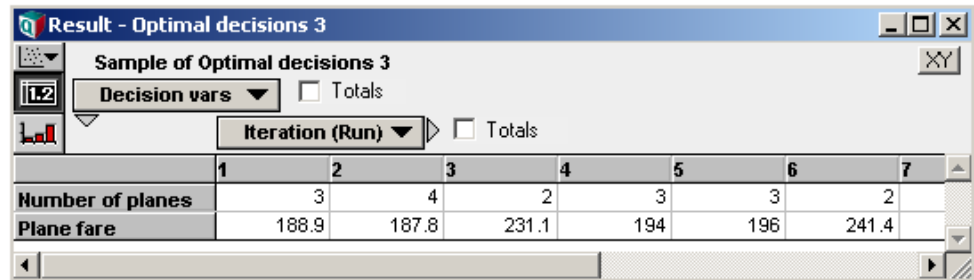 Result - Optimal decisions 3
Sample of Optimal decisions 3 XY
1.2 Decision vars Totals
Iteration (Run) Totals
1 2 3 4 5 6 7
Number of planes 3 4 2 3 3 2
Plane fare 188.9 187.8 231.1 194 196 241.4